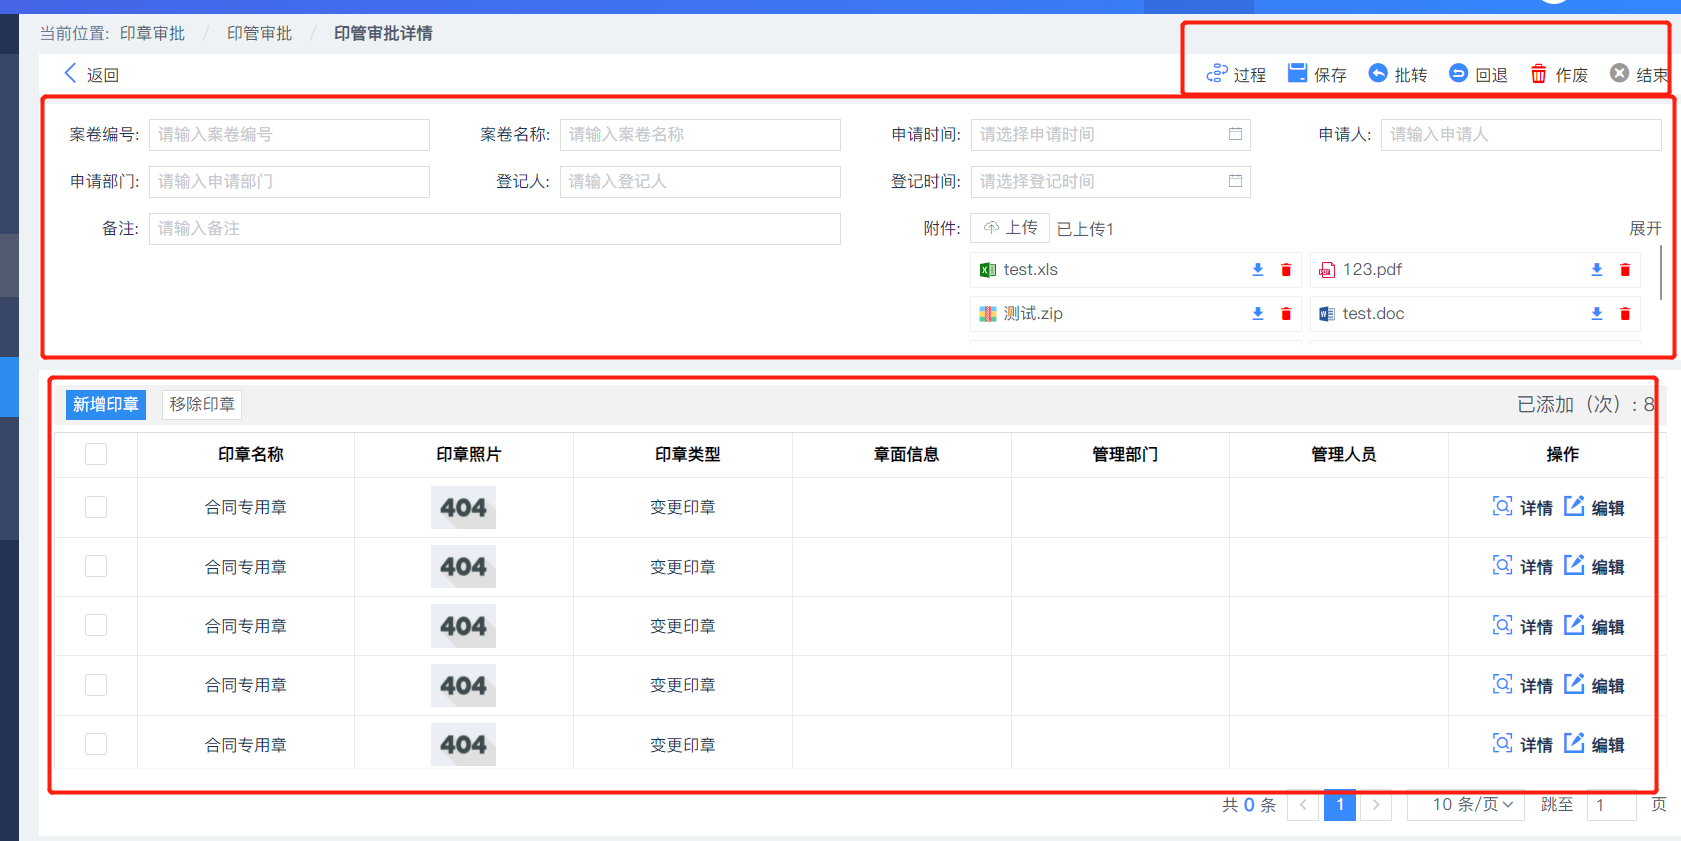 当前位置: 印章审批 / 印管审批 / 印管审批详情
返回 过程 保存 批转 回退 作废 结束
案卷编号: 请输入案卷编号 案卷名称: 请输入案卷名称 申请时间: 请选择申请时间 申请人: 请输入申请人
申请部门: 请输入申请部门 登记人: 请输入登记人 登记时间: 请选择登记时间
备注: 请输入备注 附件: 上传 已上传1 展开
test.xls 123.pdf
测试.zip test.doc
新增印章 移除印章 已添加（次）: 8
印章名称 印章照片 印章类型 章面信息 管理部门 管理人员 操作
合同专用章 404 变更印章 详情 编辑
合同专用章 404 变更印章 详情 编辑
合同专用章 404 变更印章 详情 编辑
合同专用章 404 变更印章 详情 编辑
合同专用章 404 变更印章 详情 编辑
共 0 条 < 1 > 10 条/页 跳至 1 页